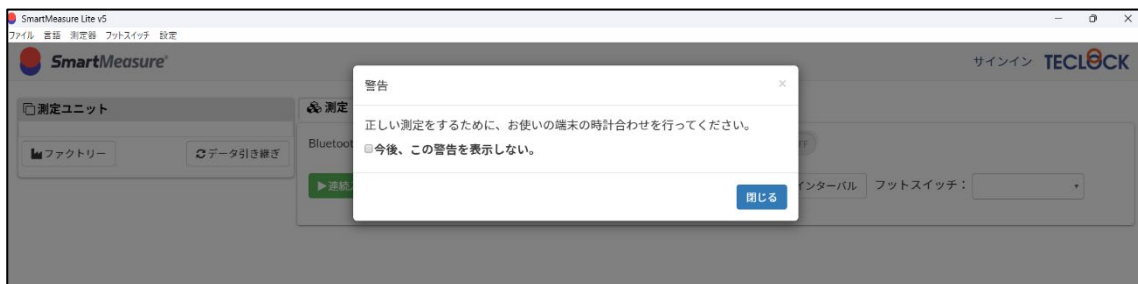 SmartMeasure Lite v5
ファイル 言語 測定器 フットスイッチ 設定
SmartMeasure
サインイン TECLOCK
警告
測定ユニット
測定
正しい測定をするために、お使いの端末の時計合わせを行ってください。
今後、この警告を表示しない。
ファクトリー データ引き継ぎ
Bluetoot
連続
インターバル フットスイッチ：
閉じる